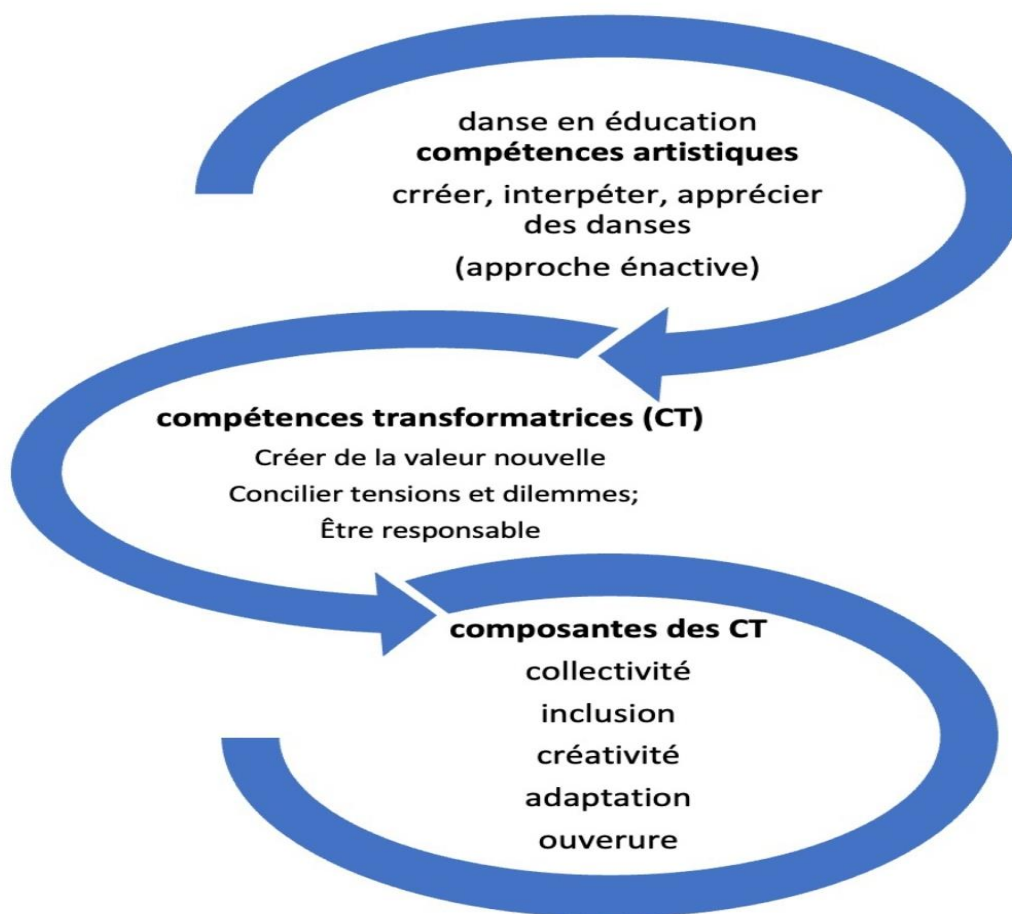 danse en éducation
compétences artistiques
crréer, interpéter, apprécier
des danses
(approche énactive)
compétences transformatrices (CT)
Créer de la valeur nouvelle
Concilier tensions et dilemmes;
Être responsable
composantes des CT
collectivité
inclusion
créativité
adaptation
ouverure